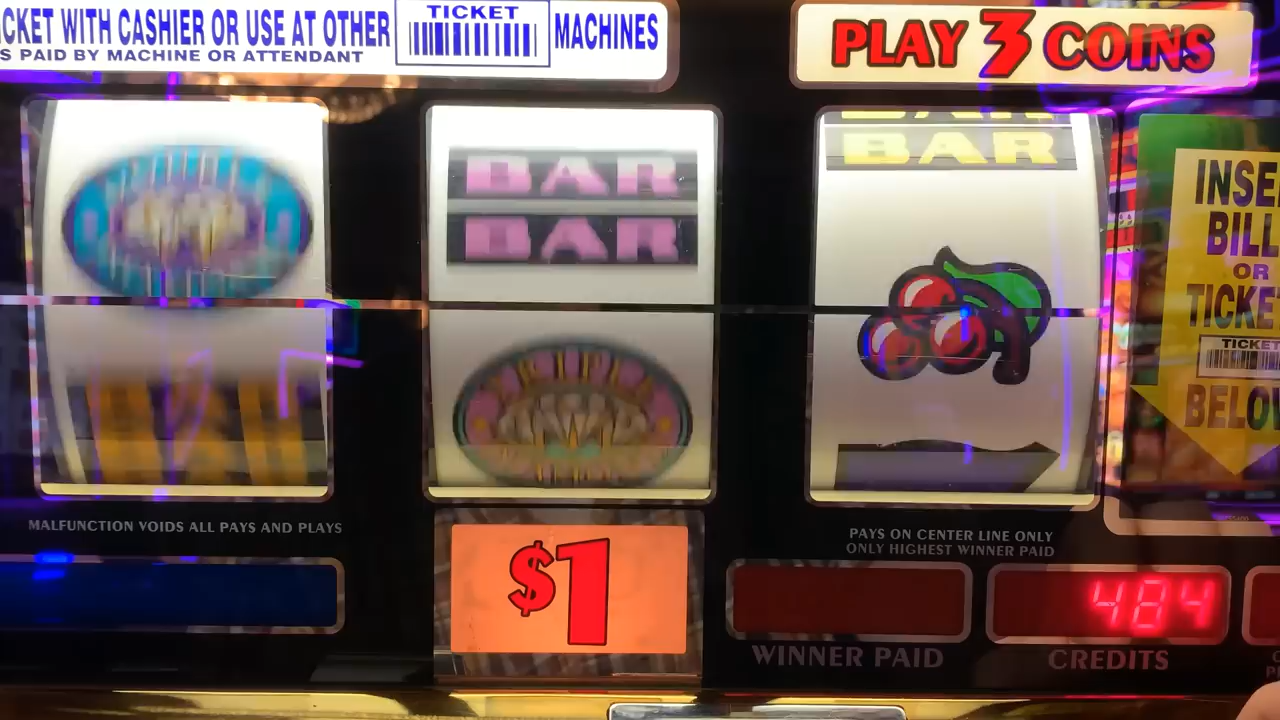 CKET WITH CASHIER OR USE AT OTHER
TICKET
MACHINES
S PAID BY MACHINE OR ATTENDANT
PLAY 3 COINS
BAR
BAR
BAR
BAR
INSE
BILL
OR
TICKE
TICKET
BELOW
MALFUNCTION VOIDS ALL PAYS AND PLAYS
PAYS ON CENTER LINE ONLY
ONLY HIGHEST WINNER PAID
$1
484
WINNER PAID
CREDITS